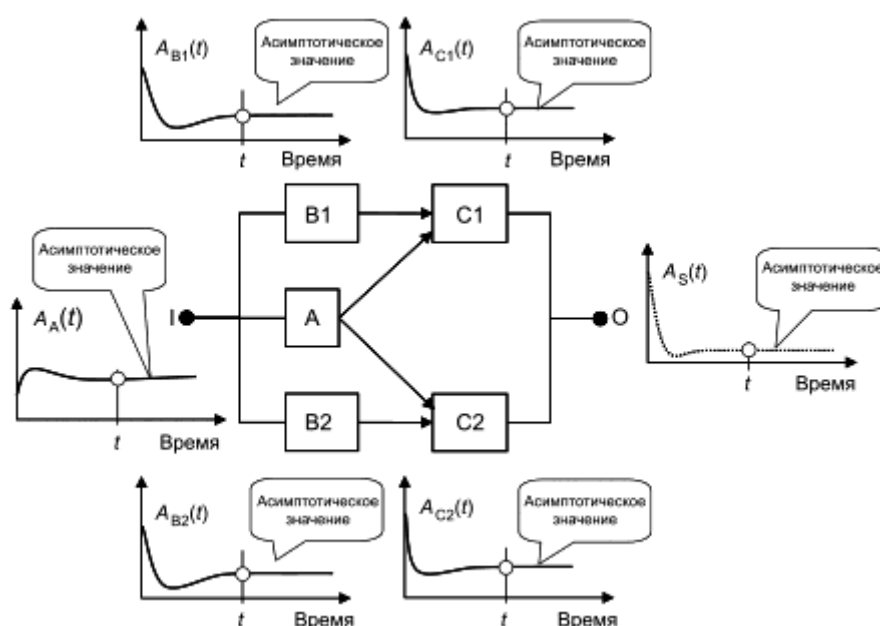 A_B1(t)
Асимптотическое
значение
t
Время
A_C1(t)
Асимптотическое
значение
t
Время
B1
C1
Асимптотическое
значение
A_A(t)
t
Время
I
A
O
A_S(t)
Асимптотическое
значение
t
Время
B2
C2
A_B2(t)
Асимптотическое
значение
t
Время
A_C2(t)
Асимптотическое
значение
t
Время